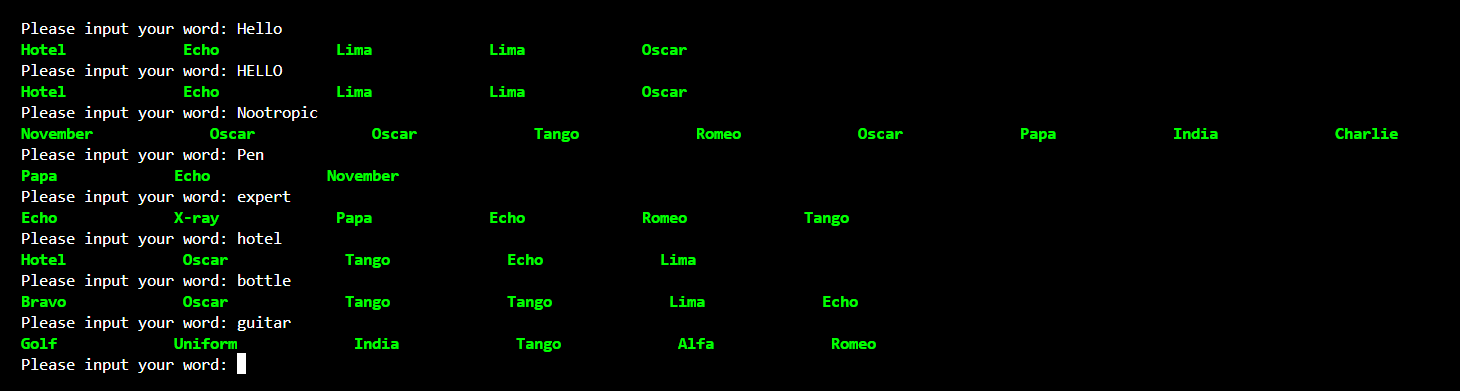 Please input your word: Hello
Hotel Echo Lima Lima Oscar
Please input your word: HELLO
Hotel Echo Lima Lima Oscar
Please input your word: Nootropic
November Oscar Oscar Tango Romeo Oscar Papa India Charlie
Please input your word: Pen
Papa Echo November
Please input your word: expert
Echo X-ray Papa Echo Romeo Tango
Please input your word: hotel
Hotel Oscar Tango Echo Lima
Please input your word: bottle
Bravo Oscar Tango Tango Lima Echo
Please input your word: guitar
Golf Uniform India Tango Alfa Romeo
Please input your word: